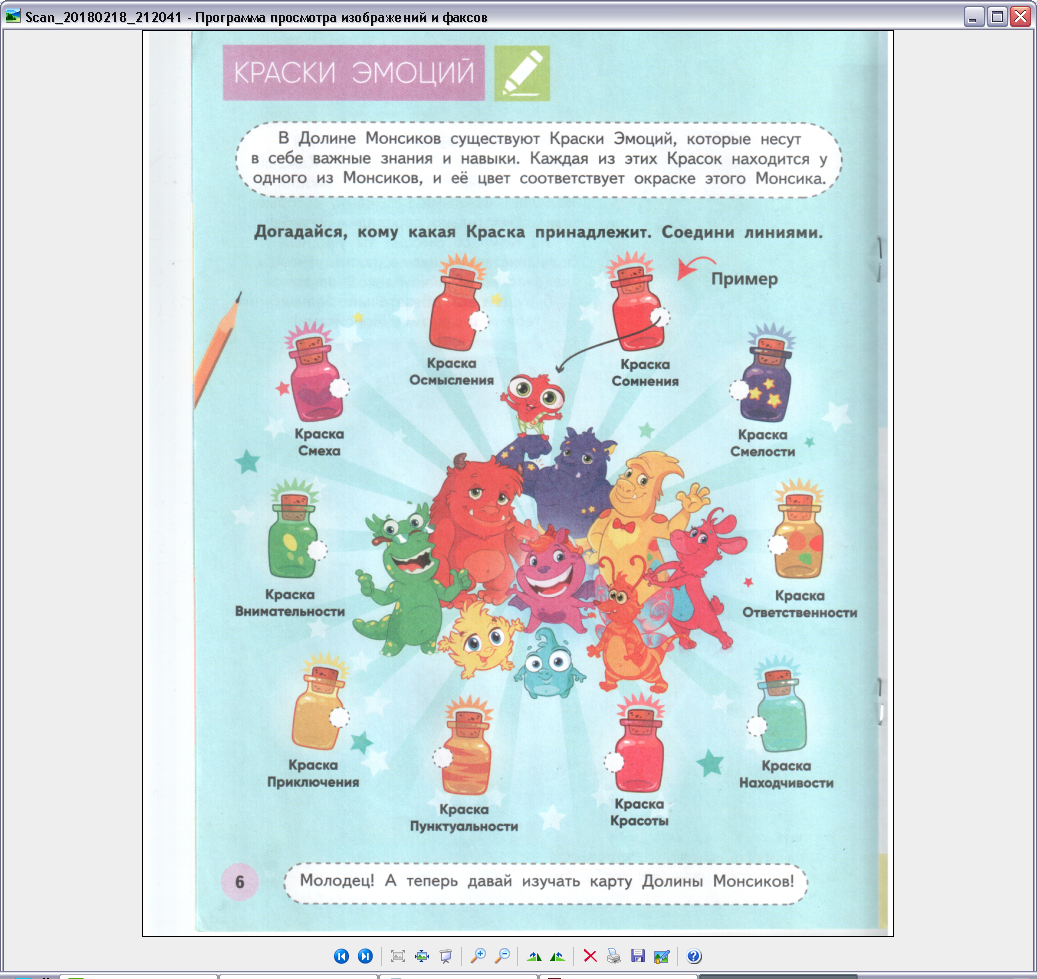 Scan_20180218_212041 - Программа просмотра изображений и факсов
КРАСКИ ЭМОЦИЙ
В Долине Монсиков существуют Краски Эмоций, которые несут
в себе важные знания и навыки. Каждая из этих Красок находится у
одного из Монсиков, и её цвет соответствует окраске этого Монсика.
Догадайся, кому какая Краска принадлежит. Соедини линиями.
Пример
Краска
Осмысления
Краска
Сомнения
Краска
Смеха
Краска
Смелости
Краска
Внимательности
Краска
Ответственности
Краска
Приключения
Краска
Находчивости
Краска
Пунктуальности
Краска
Красоты
6
Молодец! А теперь давай изучать карту Долины Монсиков!